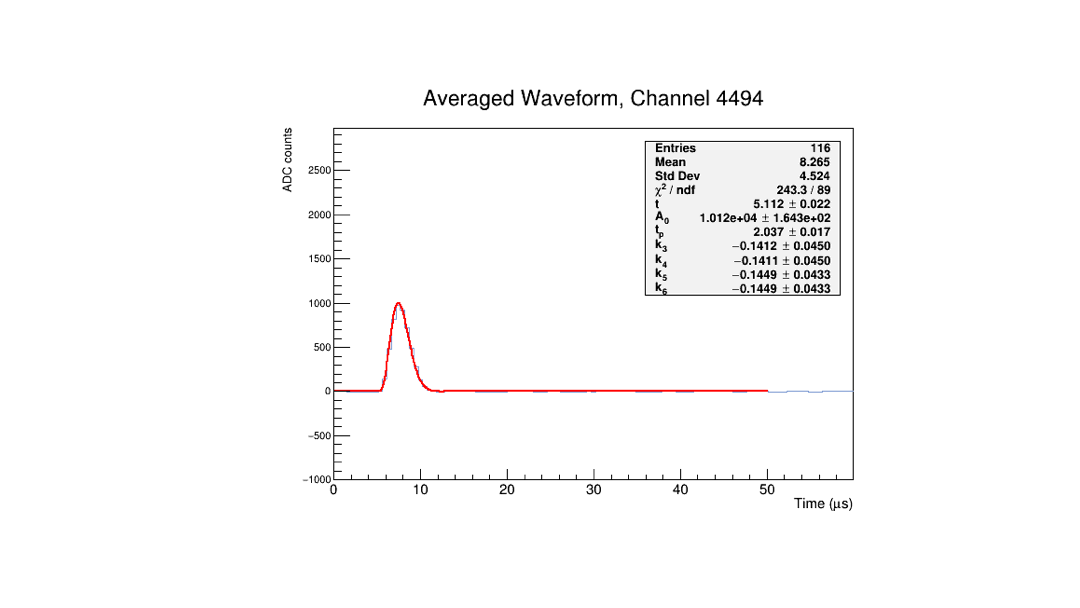 Averaged Waveform, Channel 4494
ADC counts
Entries 116
Mean 8.265
Std Dev 4.524
χ² / ndf 243.3 / 89
t 5.112 ± 0.022
A₀ 1.012e+04 ± 1.643e+02
tₚ 2.037 ± 0.017
k₃ −0.1412 ± 0.0450
k₄ −0.1411 ± 0.0450
k₅ −0.1449 ± 0.0433
k₆ −0.1449 ± 0.0433
2500
2000
1500
1000
500
0
−500
−1000
0 10 20 30 40 50
Time (μs)